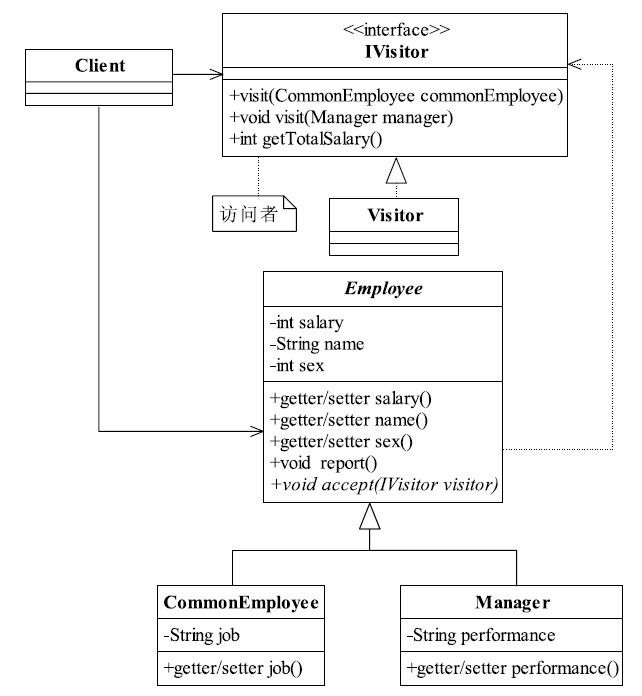 <<interface>>
IVisitor
Client
+visit(CommonEmployee commonEmployee)
+void visit(Manager manager)
+int getTotalSalary()
访问者
Visitor
Employee
-int salary
-String name
-int sex
+getter/setter salary()
+getter/setter name()
+getter/setter sex()
+void report()
+void accept(IVisitor visitor)
CommonEmployee
-String job
+getter/setter job()
Manager
-String performance
+getter/setter performance()